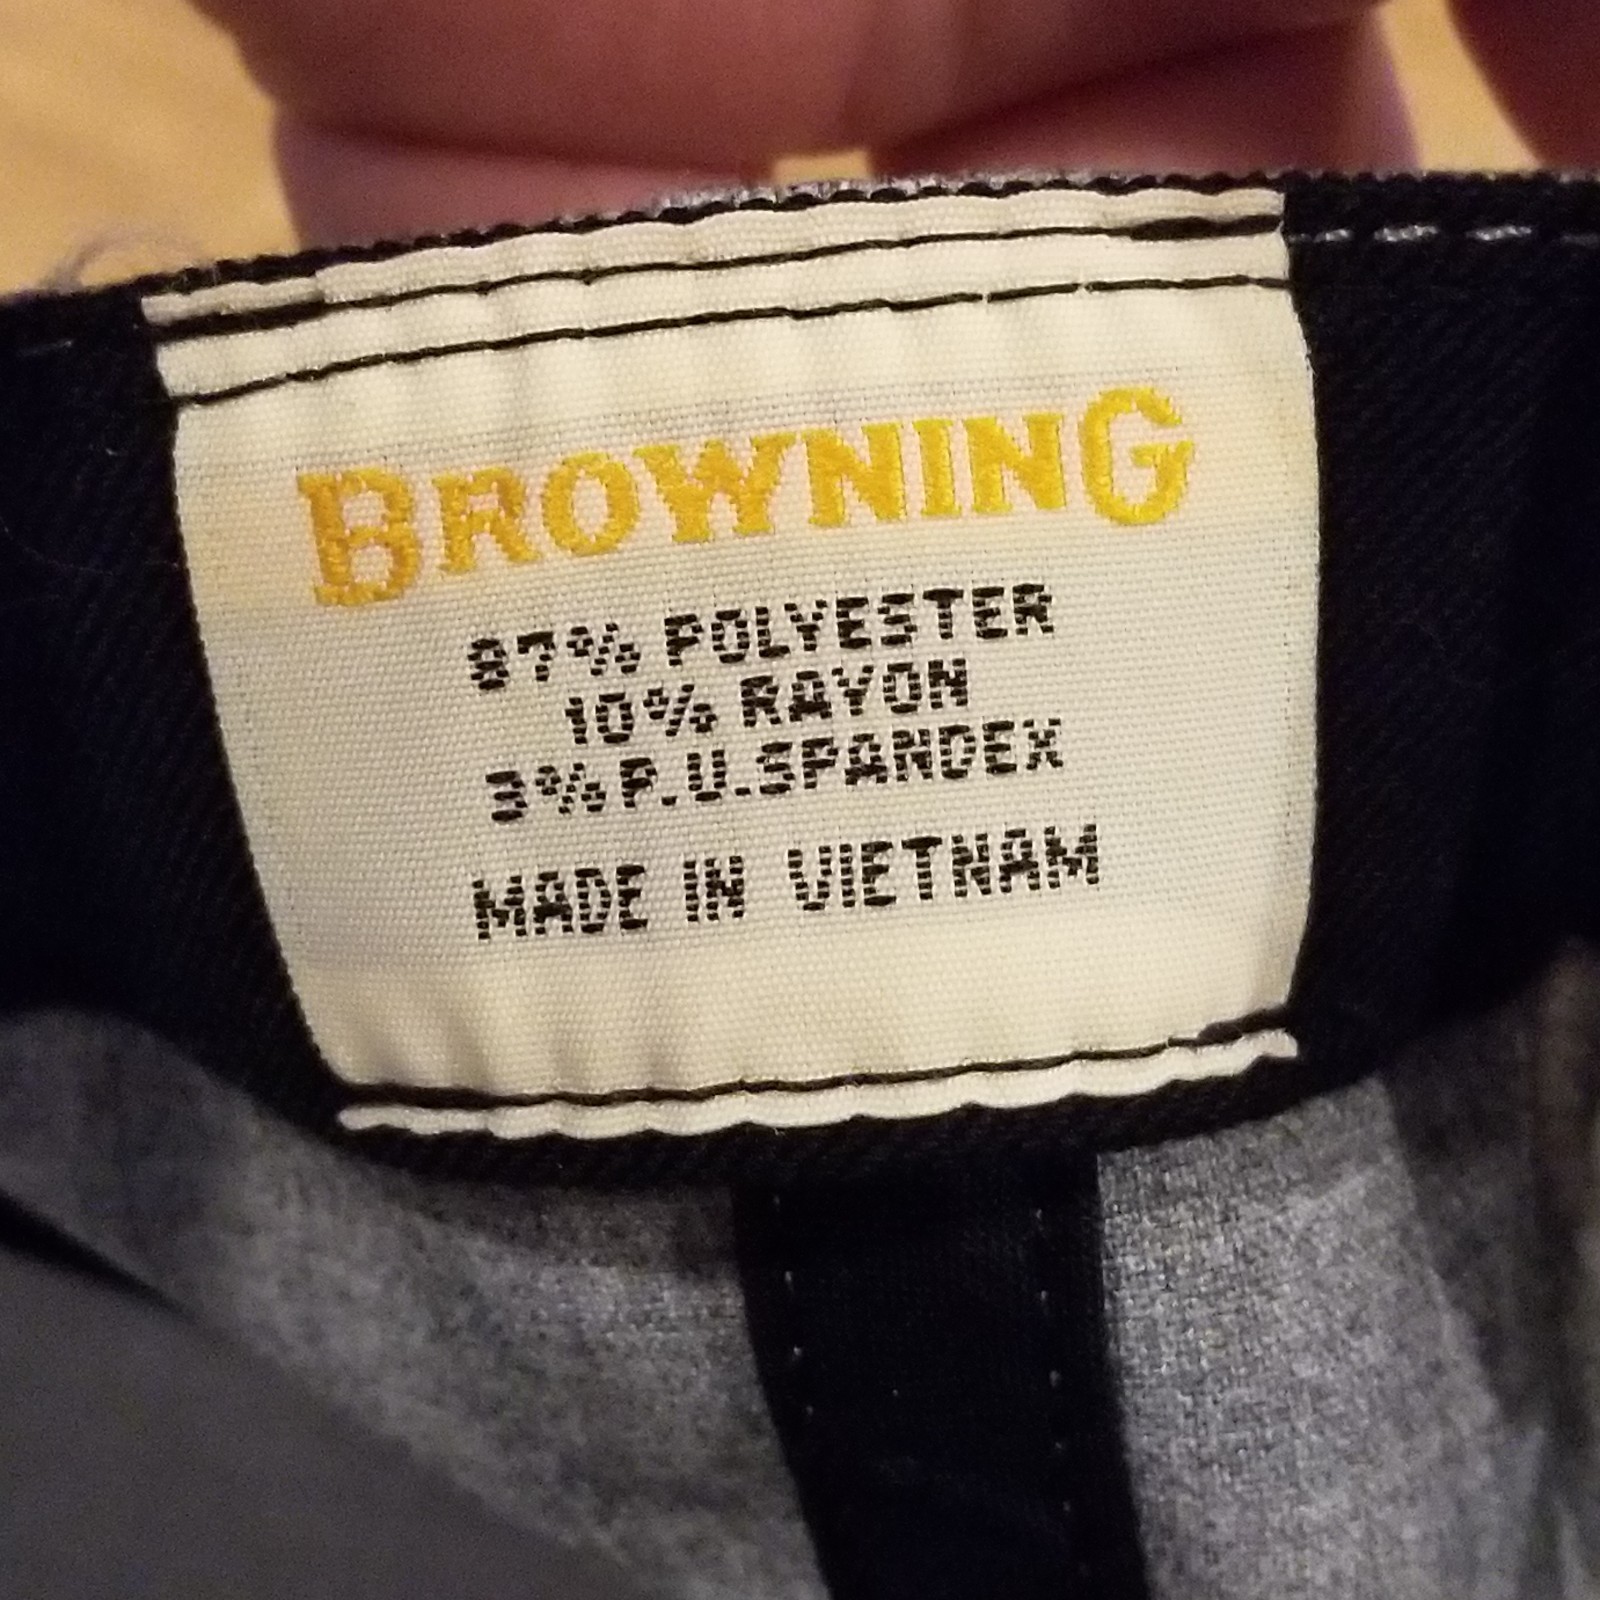 BROWNING
87% POLYESTER
10% RAYON
3% P.U.SPANDEX
MADE IN VIETNAM